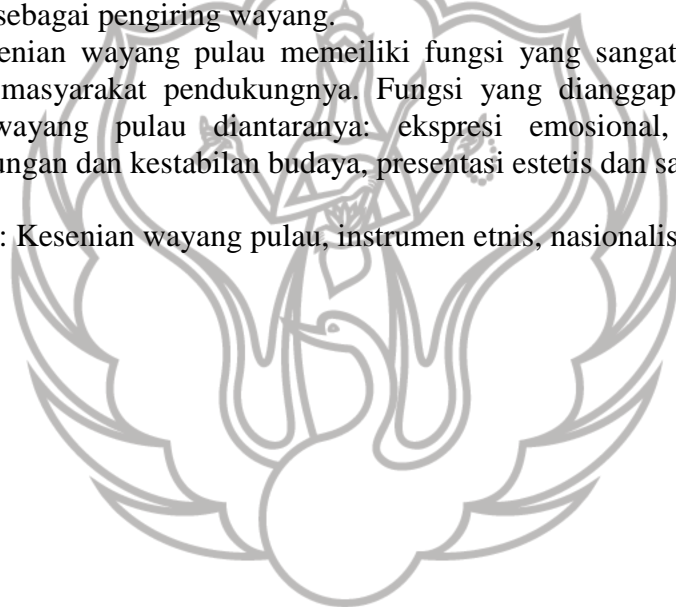 sebagai pengiring wayang.
enian wayang pulau memeiliki fungsi yang sangat
masyarakat pendukungnya. Fungsi yang dianggap
wayang pulau diantaranya: ekspresi emosional,
ungan dan kestabilan budaya, presentasi estetis dan sa
: Kesenian wayang pulau, instrumen etnis, nasionalis